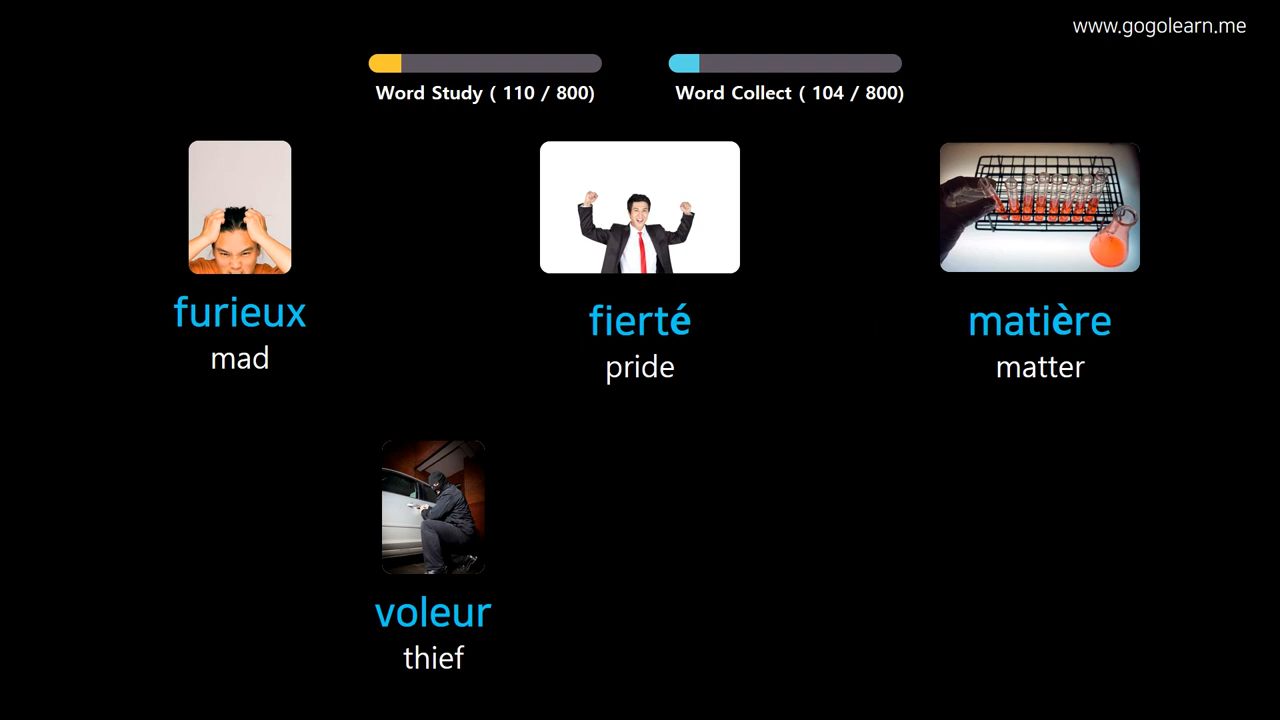 www.gogolearn.me
Word Study ( 110 / 800)
Word Collect ( 104 / 800)
furieux
mad
fierté
pride
matière
matter
voleur
thief